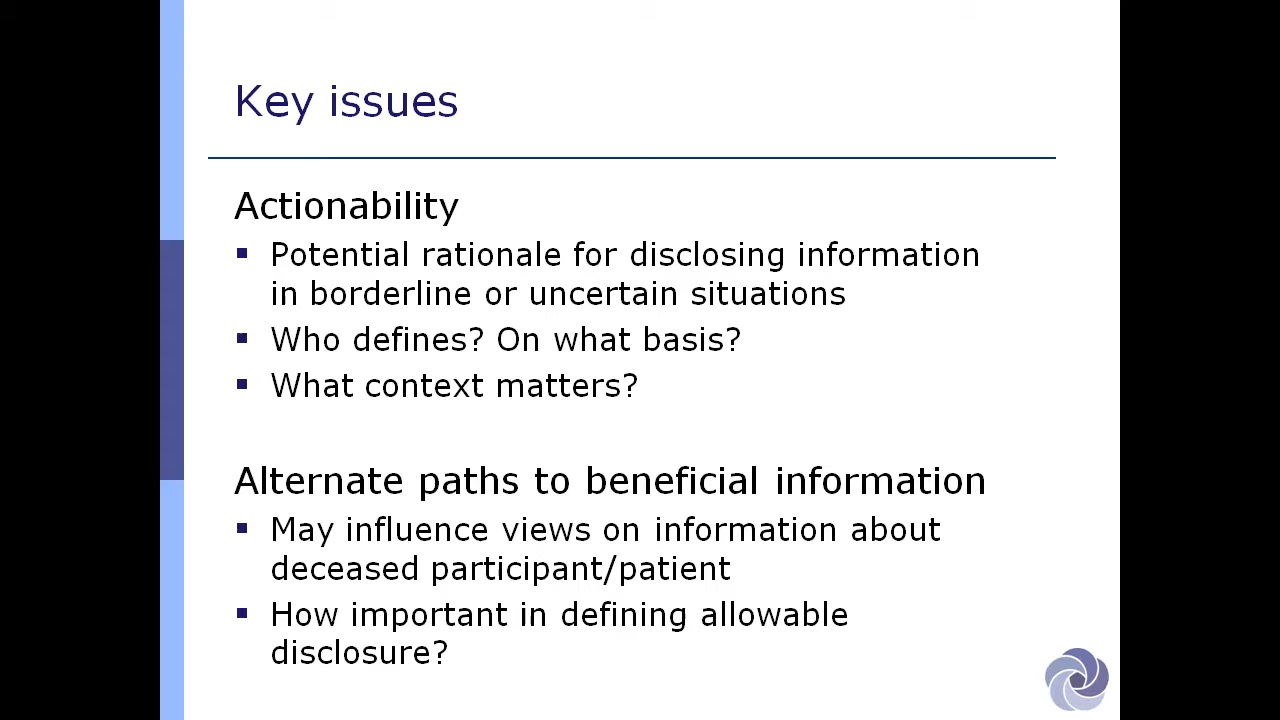 Key issues
Actionability
▪ Potential rationale for disclosing information
in borderline or uncertain situations
▪ Who defines? On what basis?
▪ What context matters?
Alternate paths to beneficial information
▪ May influence views on information about
deceased participant/patient
▪ How important in defining allowable
disclosure?